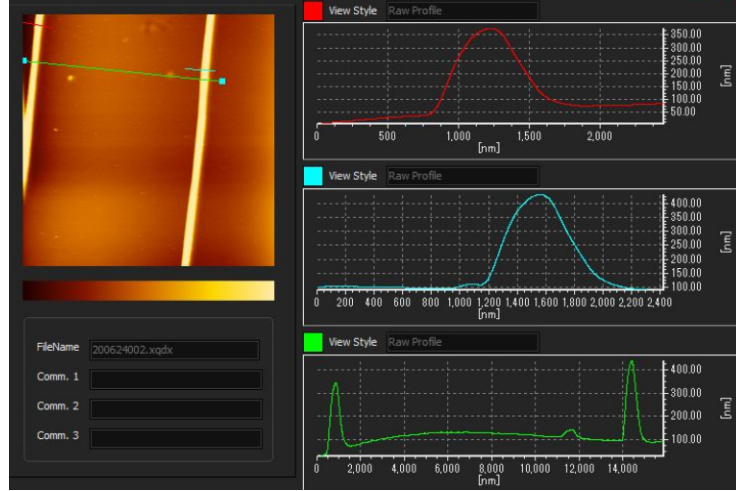 View Style Raw Profile
350.00
300.00
250.00
200.00
150.00
100.00
50.00
[nm]
0 500 1,000 1,500 2,000
[nm]
View Style Raw Profile
400.00
350.00
300.00
250.00
200.00
150.00
100.00
[nm]
0 200 400 600 800 1,000 1,200 1,400 1,600 1,800 2,000 2,200 2,400
[nm]
View Style Raw Profile
400.00
300.00
200.00
100.00
[nm]
0 2,000 4,000 6,000 8,000 10,000 12,000 14,000
[nm]
FileName 200624002.xqdx
Comm. 1
Comm. 2
Comm. 3